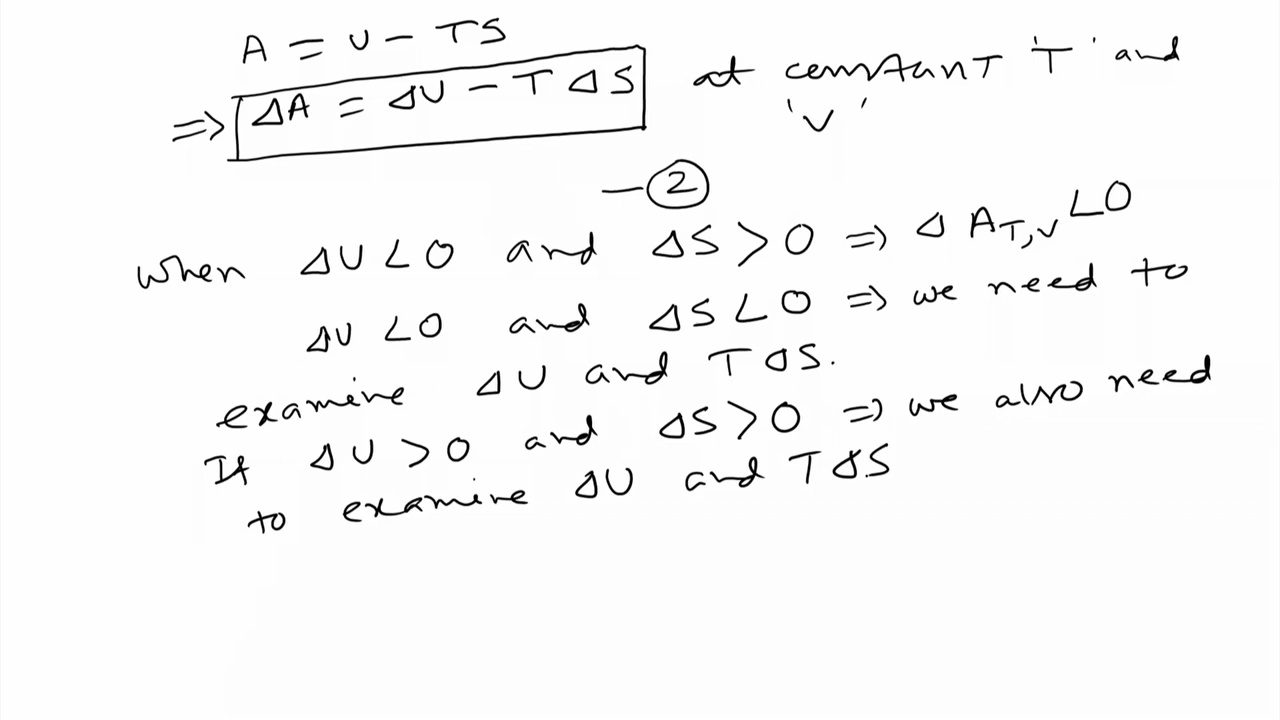 A = U - TS
⇒ ΔA = ΔU - TΔS at constant 'T' and
'V'
- ②
when ΔU < 0 and ΔS > 0 ⇒ Δ A_{T,V} < 0
ΔU < 0 and ΔS < 0 ⇒ we need to
examine ΔU and TΔS.
If ΔU > 0 and ΔS > 0 ⇒ we also need
to examine ΔU and TΔS